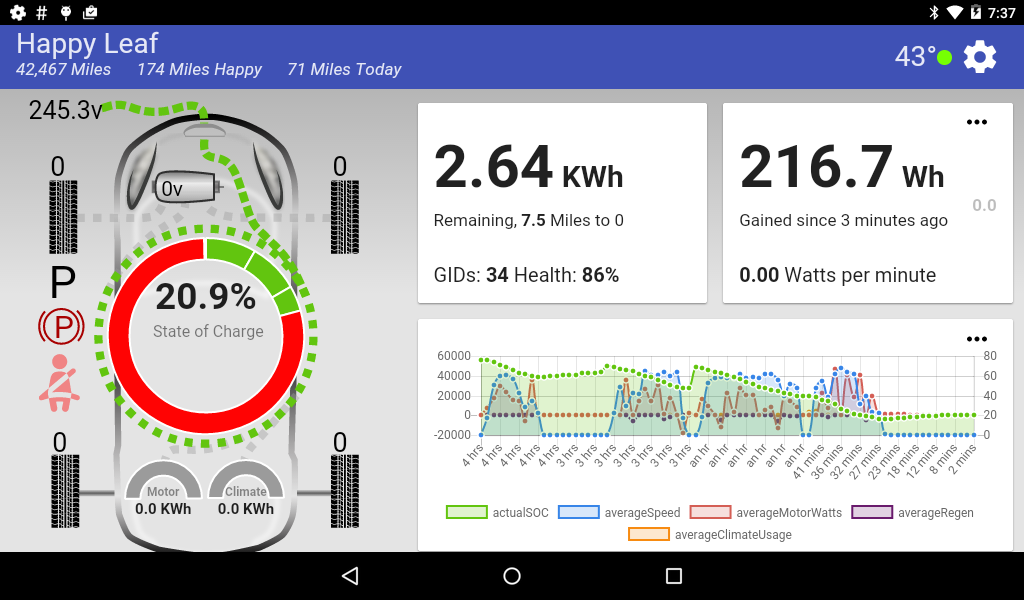 7:37
Happy Leaf
42,467 Miles 174 Miles Happy 71 Miles Today
43°
245.3v
0 0
0v
P
P
20.9%
State of Charge
0 0
Motor Climate
0.0 KWh 0.0 KWh
2.64 KWh
Remaining, 7.5 Miles to 0
GIDs: 34 Health: 86%
216.7 Wh
0.0
Gained since 3 minutes ago
0.00 Watts per minute
60000 80
40000 60
20000 40
0 20
-20000 0
4 hrs 4 hrs 4 hrs 4 hrs 4 hrs 3 hrs 3 hrs 3 hrs 3 hrs 3 hrs 3 hrs 3 hrs an hr an hr an hr an hr an hr an hr 41 mins 36 mins 32 mins 27 mins 23 mins 18 mins 12 mins 8 mins 2 mins
actualSOC averageSpeed averageMotorWatts averageRegen
averageClimateUsage